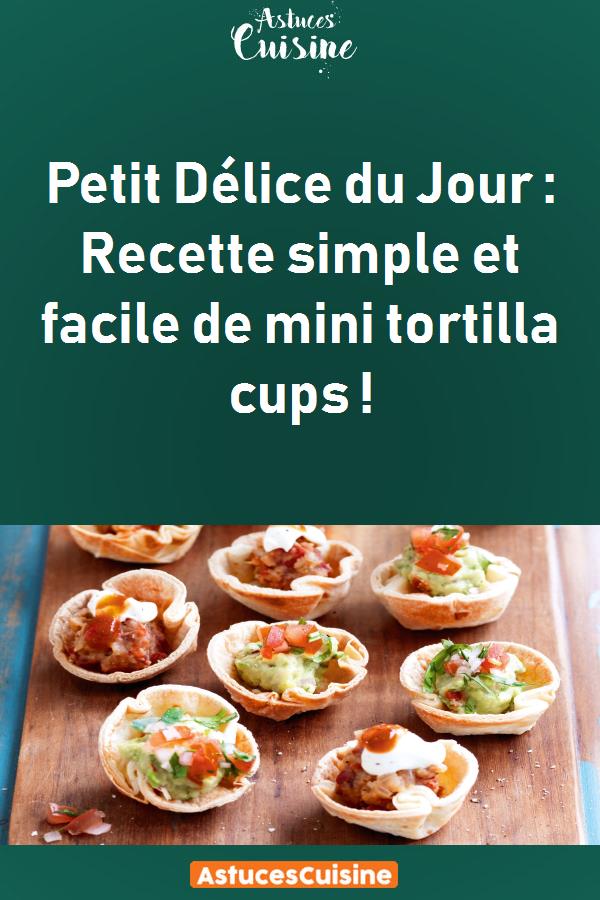 Astuces
Cuisine
Petit Délice du Jour :
Recette simple et
facile de mini tortilla
cups !
AstucesCuisine